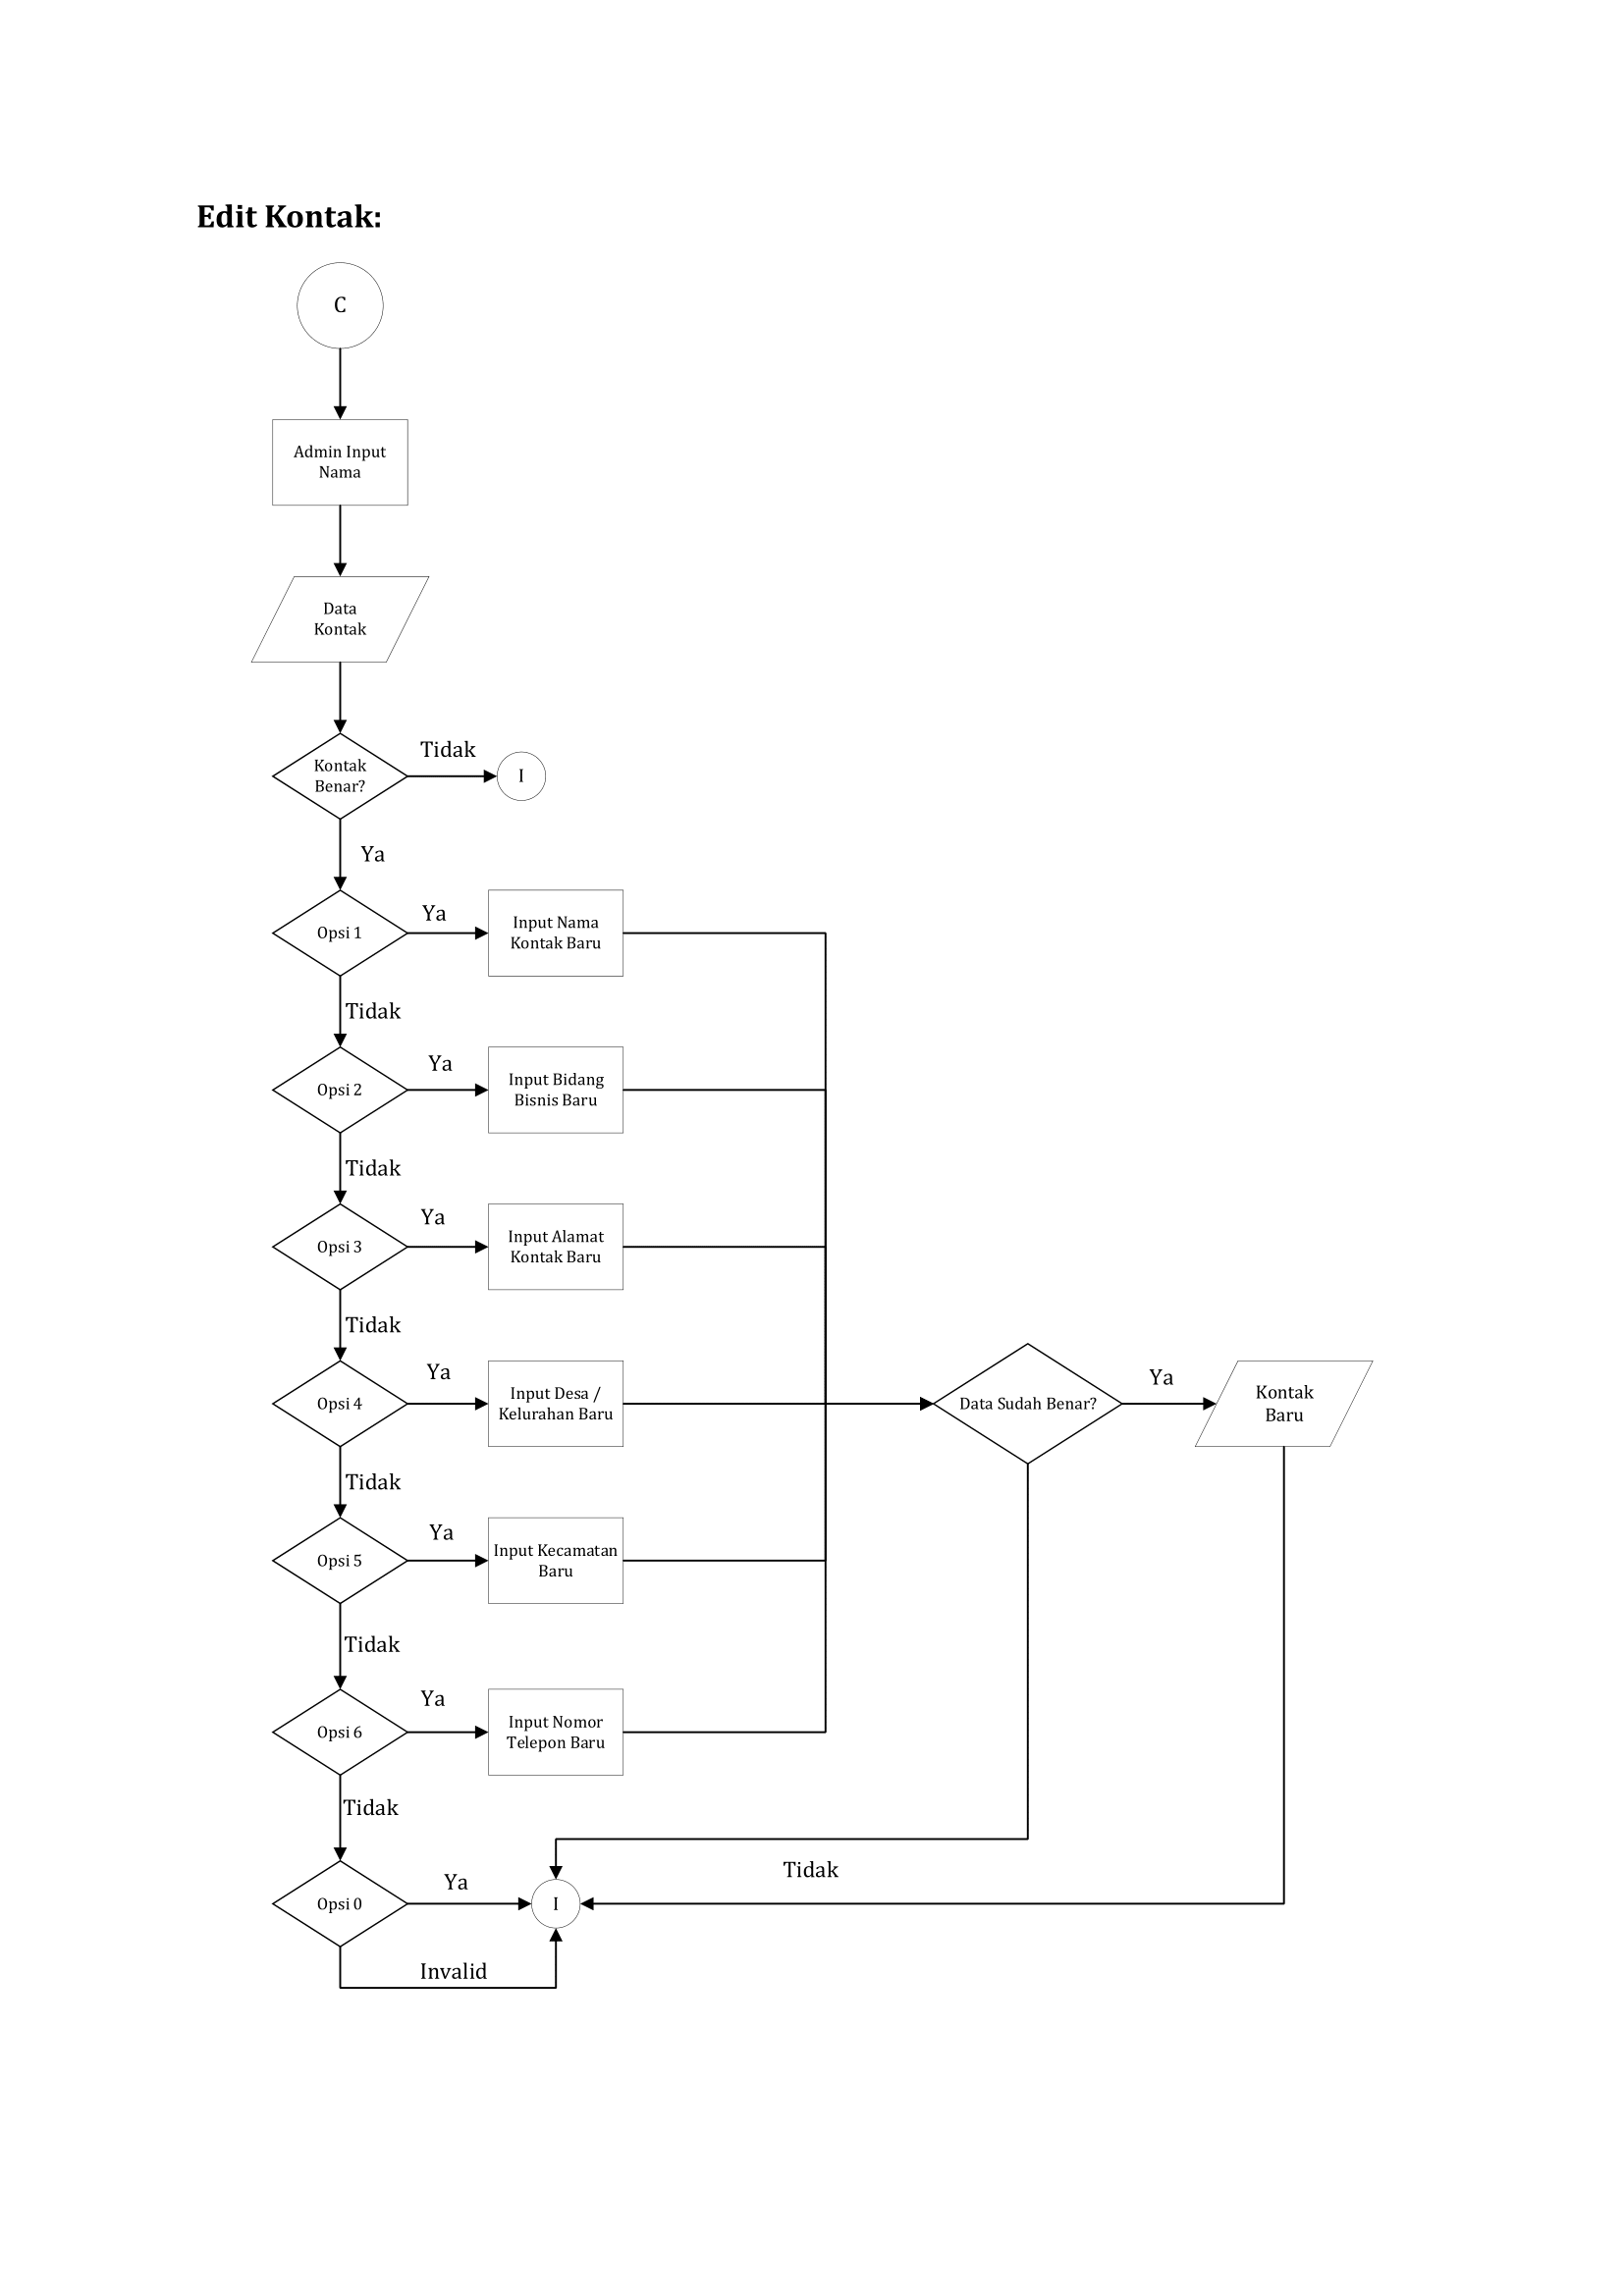 Edit Kontak:
C
Admin Input
Nama
Data
Kontak
Kontak
Benar?
Tidak
I
Ya
Opsi 1
Ya
Input Nama
Kontak Baru
Tidak
Opsi 2
Ya
Input Bidang
Bisnis Baru
Tidak
Opsi 3
Ya
Input Alamat
Kontak Baru
Tidak
Opsi 4
Ya
Input Desa /
Kelurahan Baru
Data Sudah Benar?
Ya
Kontak
Baru
Tidak
Opsi 5
Ya
Input Kecamatan
Baru
Tidak
Opsi 6
Ya
Input Nomor
Telepon Baru
Tidak
Opsi 0
Ya
I
Tidak
Invalid